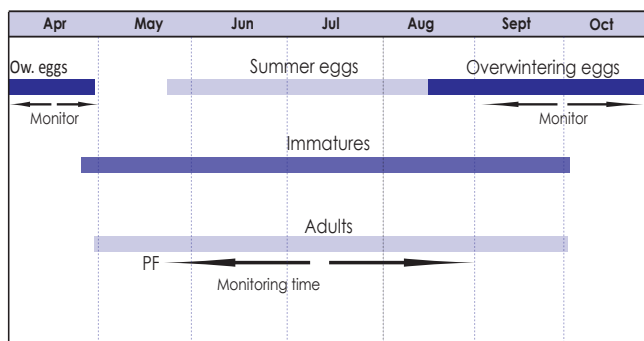 Apr May Jun Jul Aug Sept Oct
Ow. eggs Summer eggs Overwintering eggs
Monitor Monitor
Immatures
Adults
PF
Monitoring time